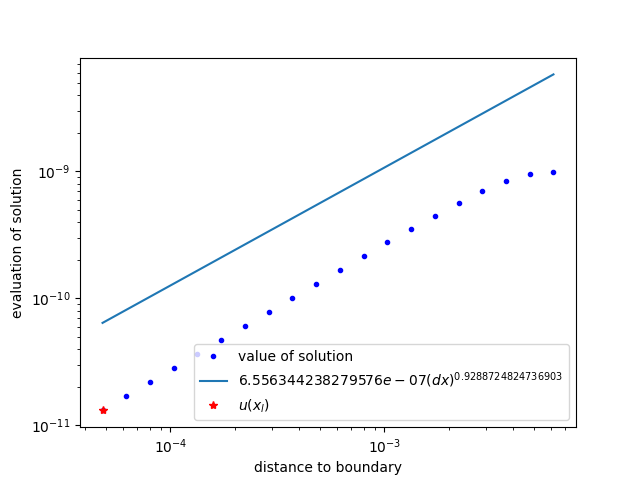 evaluation of solution
10⁻⁹
10⁻¹⁰
10⁻¹¹
value of solution
6.556344238279576e − 07(dx)^0.9288724824736903
u(x_l)
10⁻⁴
10⁻³
distance to boundary